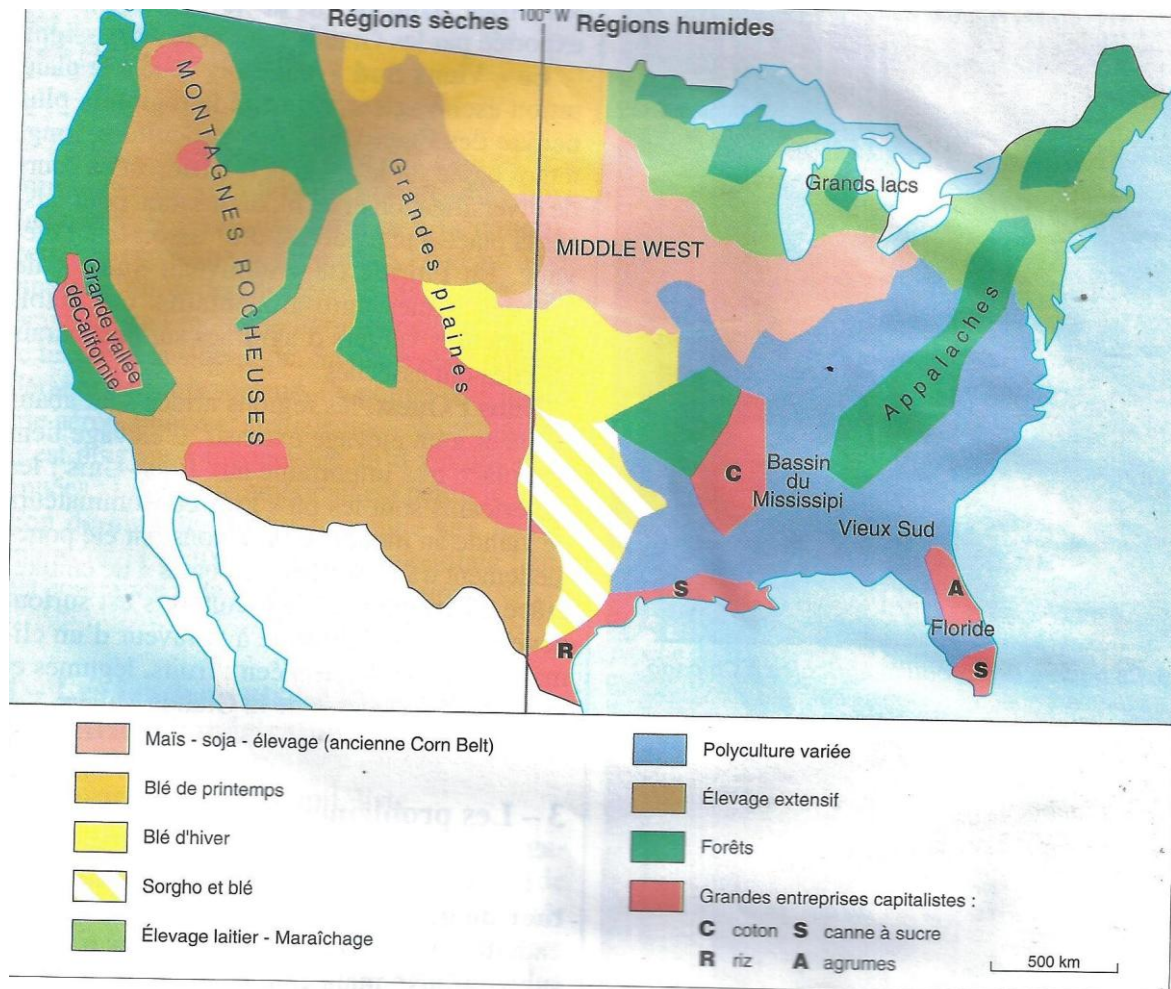 Régions sèches 100° W Régions humides
MONTAGNES ROCHEUSES
Grandes plaines
Grands lacs
MIDDLE WEST
Grande vallée
deCalifornie
Appalaches
C
Bassin
du
Mississipi
Vieux Sud
S
A
Floride
R
S
Maïs - soja - élevage (ancienne Corn Belt)
Blé de printemps
Blé d'hiver
Sorgho et blé
Élevage laitier - Maraîchage
Polyculture variée
Élevage extensif
Forêts
Grandes entreprises capitalistes :
C coton S canne à sucre
R riz A agrumes
500 km